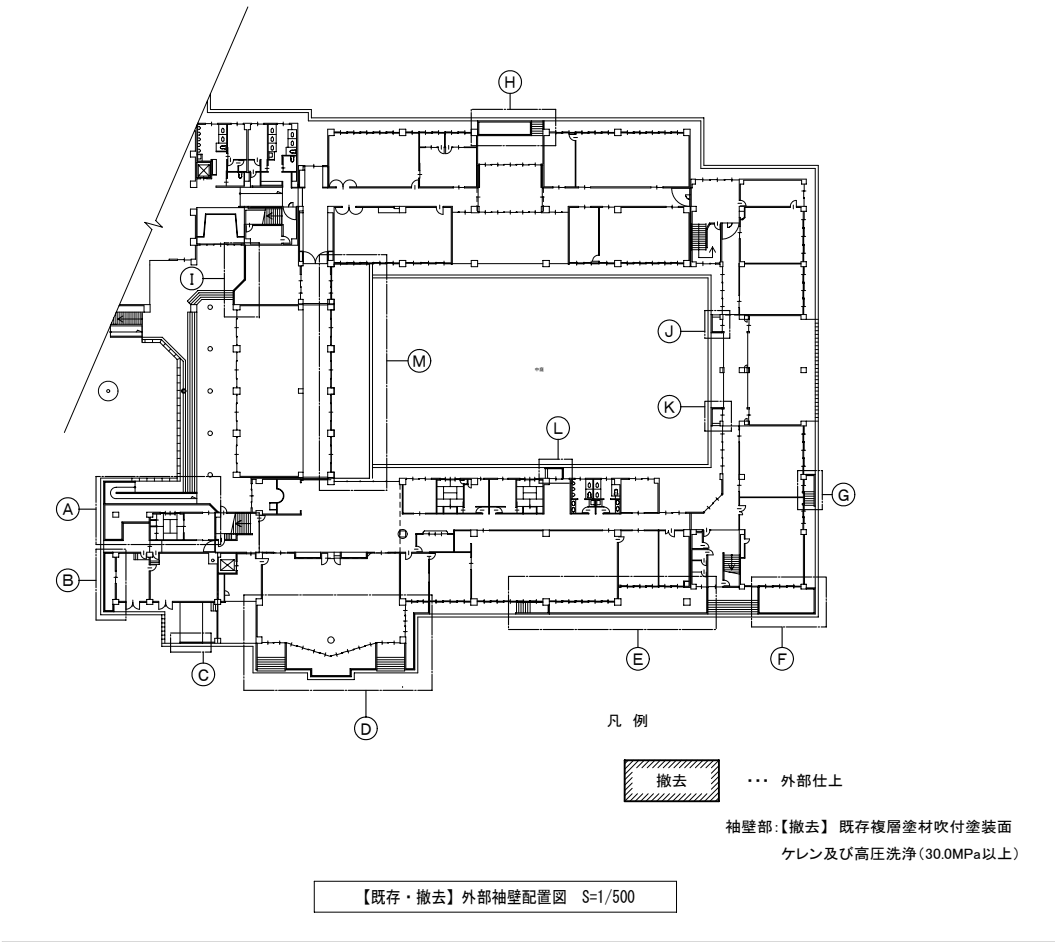 H
I
J
M
K
L
G
A
B
E
F
C
D
中庭
凡 例
撤去 ・・・ 外部仕上
袖壁部:【撤去】 既存複層塗材吹付塗装面
ケレン及び高圧洗浄(30.0MPa以上)
【既存・撤去】外部袖壁配置図 S=1/500